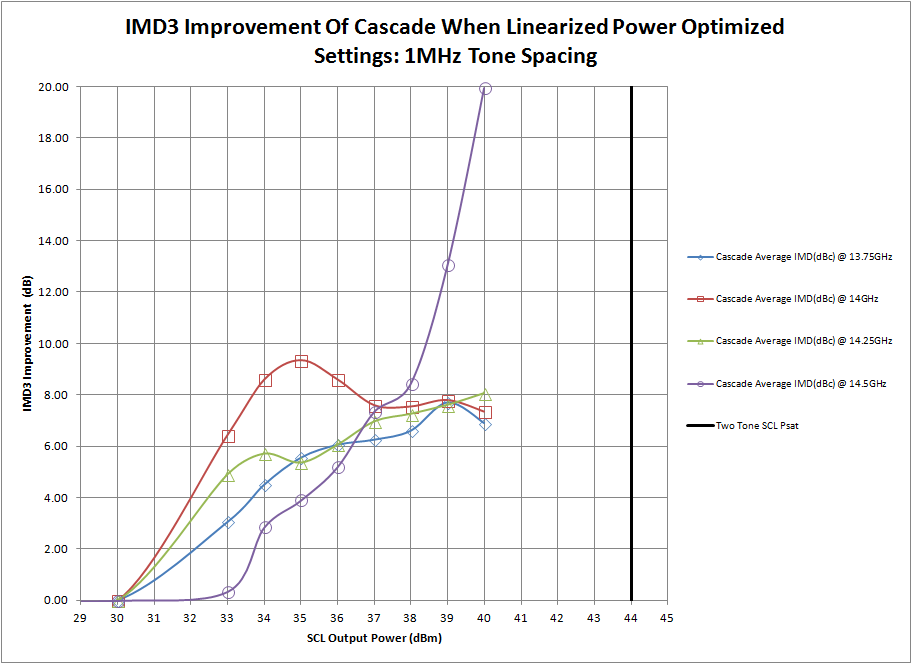 IMD3 Improvement Of Cascade When Linearized Power Optimized
Settings: 1MHz Tone Spacing
20.00
18.00
16.00
14.00
12.00
10.00
8.00
6.00
4.00
2.00
0.00
IMD3 Improvement (dB)
29 30 31 32 33 34 35 36 37 38 39 40 41 42 43 44 45
SCL Output Power (dBm)
Cascade Average IMD(dBc) @ 13.75GHz
Cascade Average IMD(dBc) @ 14GHz
Cascade Average IMD(dBc) @ 14.25GHz
Cascade Average IMD(dBc) @ 14.5GHz
Two Tone SCL Psat